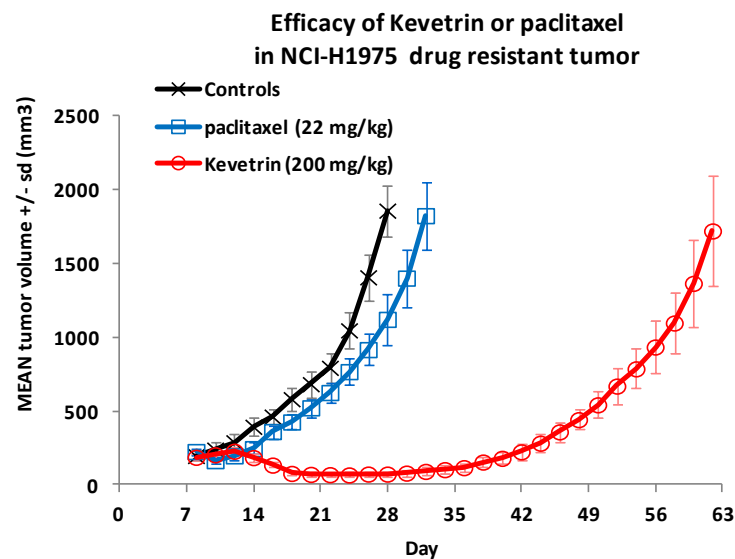 Efficacy of Kevetrin or paclitaxel
in NCI-H1975 drug resistant tumor
Controls
paclitaxel (22 mg/kg)
Kevetrin (200 mg/kg)
MEAN tumor volume +/- sd (mm3)
2500
2000
1500
1000
500
0
0 7 14 21 28 35 42 49 56 63
Day